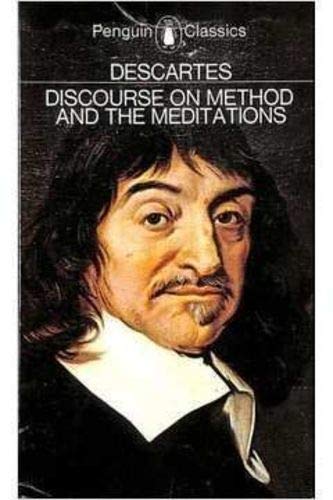 Penguin Classics
DESCARTES
DISCOURSE ON METHOD
AND THE MEDITATIONS